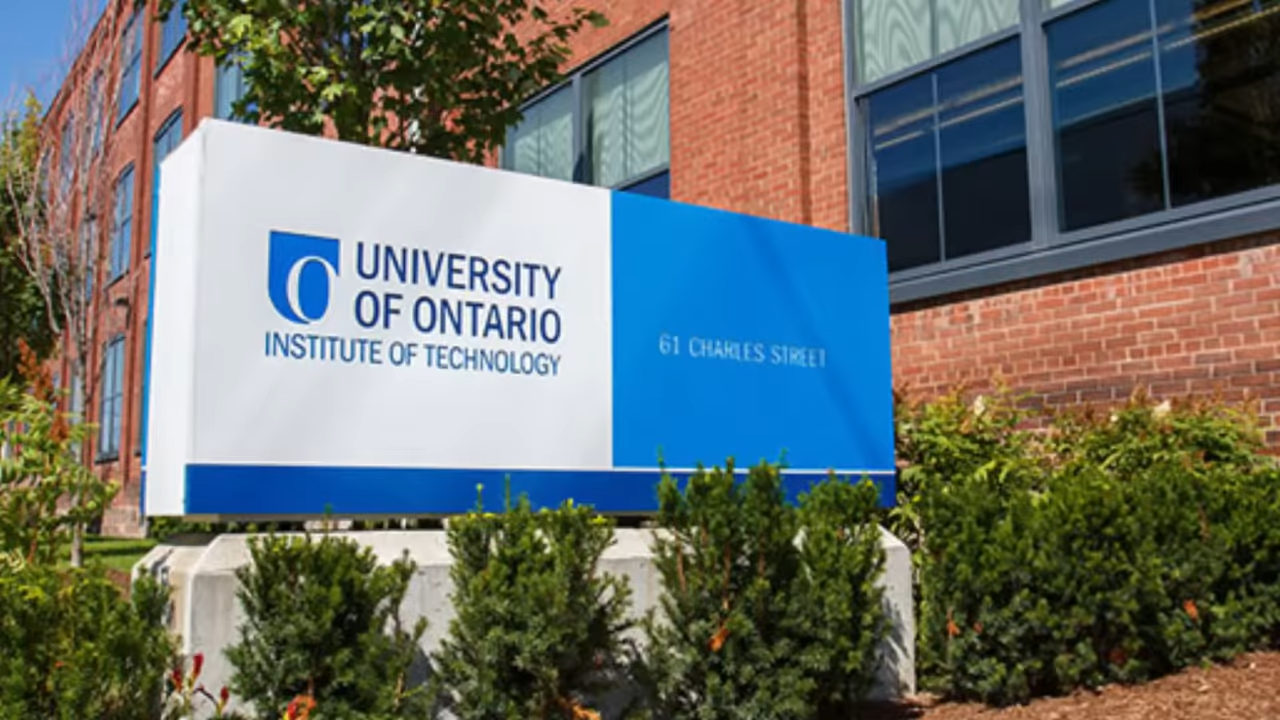 UNIVERSITY
OF ONTARIO
INSTITUTE OF TECHNOLOGY
61 CHARLES STREET